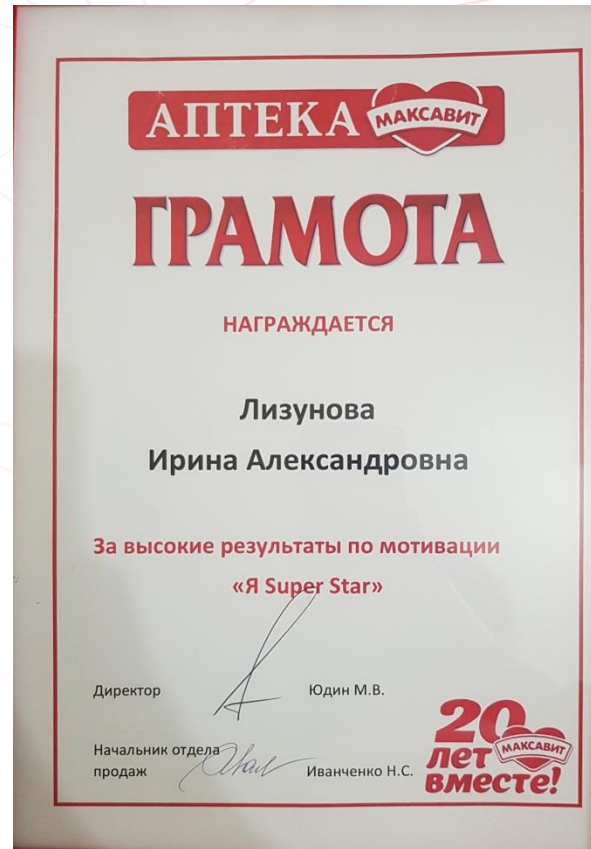 АПТЕКА МАКСАВИТ
ГРАМОТА
НАГРАЖДАЕТСЯ
Лизунова
Ирина Александровна
За высокие результаты по мотивации
«Я Super Star»
Директор Юдин М.В.
Начальник отдела
продаж Иванченко Н.С.
20
лет МАКСАВИТ
вместе!